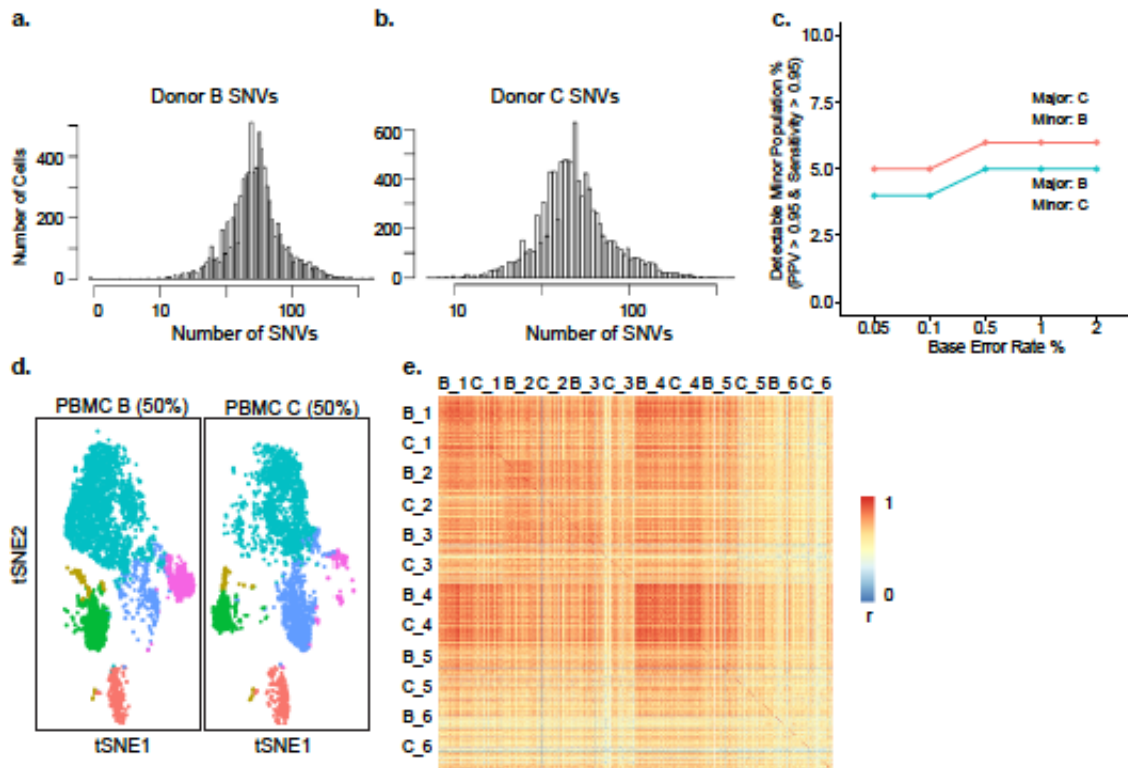 a.
Donor B SNVs
Number of Cells
400
200
0
0 10 100
Number of SNVs
b.
Donor C SNVs
600
400
200
0
10 100
Number of SNVs
c.
Detectable Minor Population %
(PPV > 0.95 & Sensitivity > 0.95)
10.0
7.5
5.0
2.5
0.0
Major: C
Minor: B
Major: B
Minor: C
0.05 0.1 0.5 1 2
Base Error Rate %
d.
PBMC B (50%) PBMC C (50%)
tSNE2
tSNE1 tSNE1
e.
B_1 C_1 B_2 C_2 B_3 C_3 B_4 C_4 B_5 C_5 B_6 C_6
B_1
C_1
B_2
C_2
B_3
C_3
B_4
C_4
B_5
C_5
B_6
C_6
1
0
r